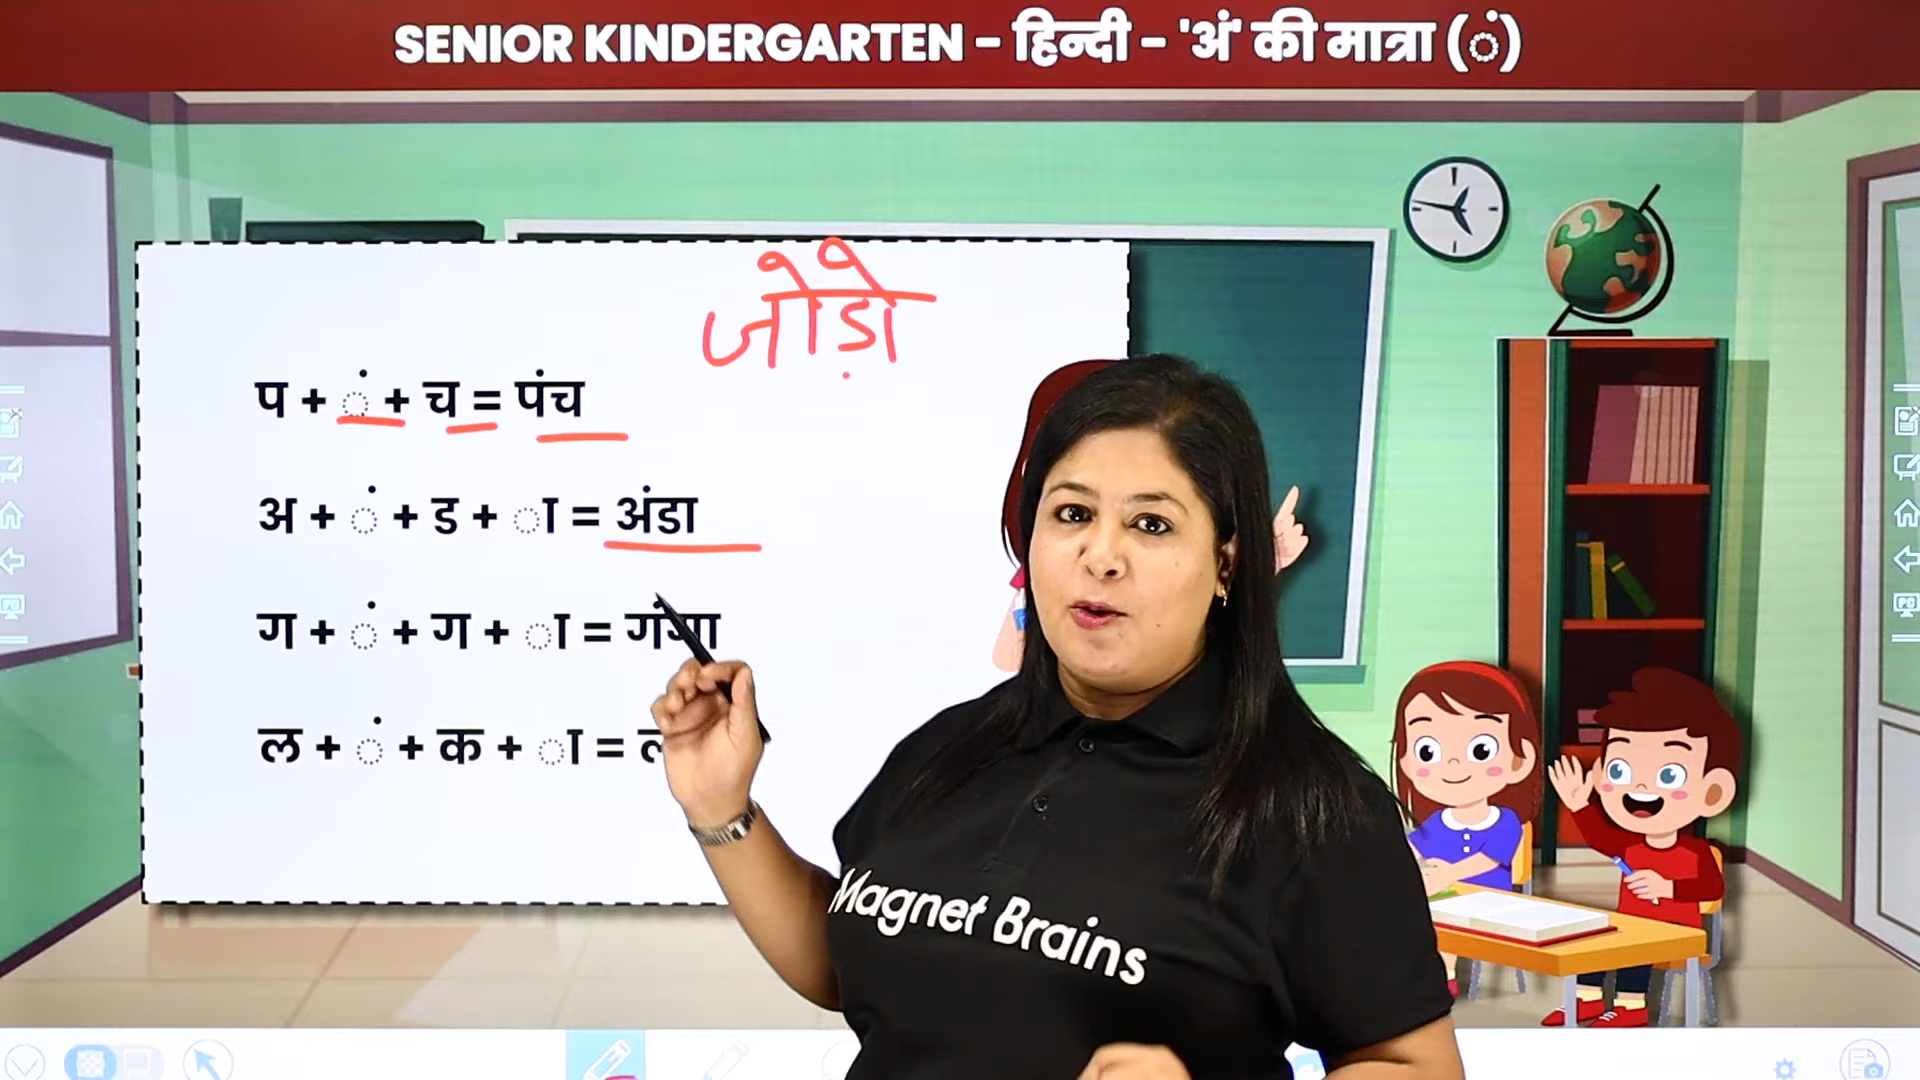 SENIOR KINDERGARTEN - हिन्दी - 'अं' की मात्रा (ं)
जोड़ो
प + ं + च = पंच
अ + ं + ड + ा = अंडा
ग + ं + ग + ा = गंगा
ल + ं + क + ा =
Magnet Brains